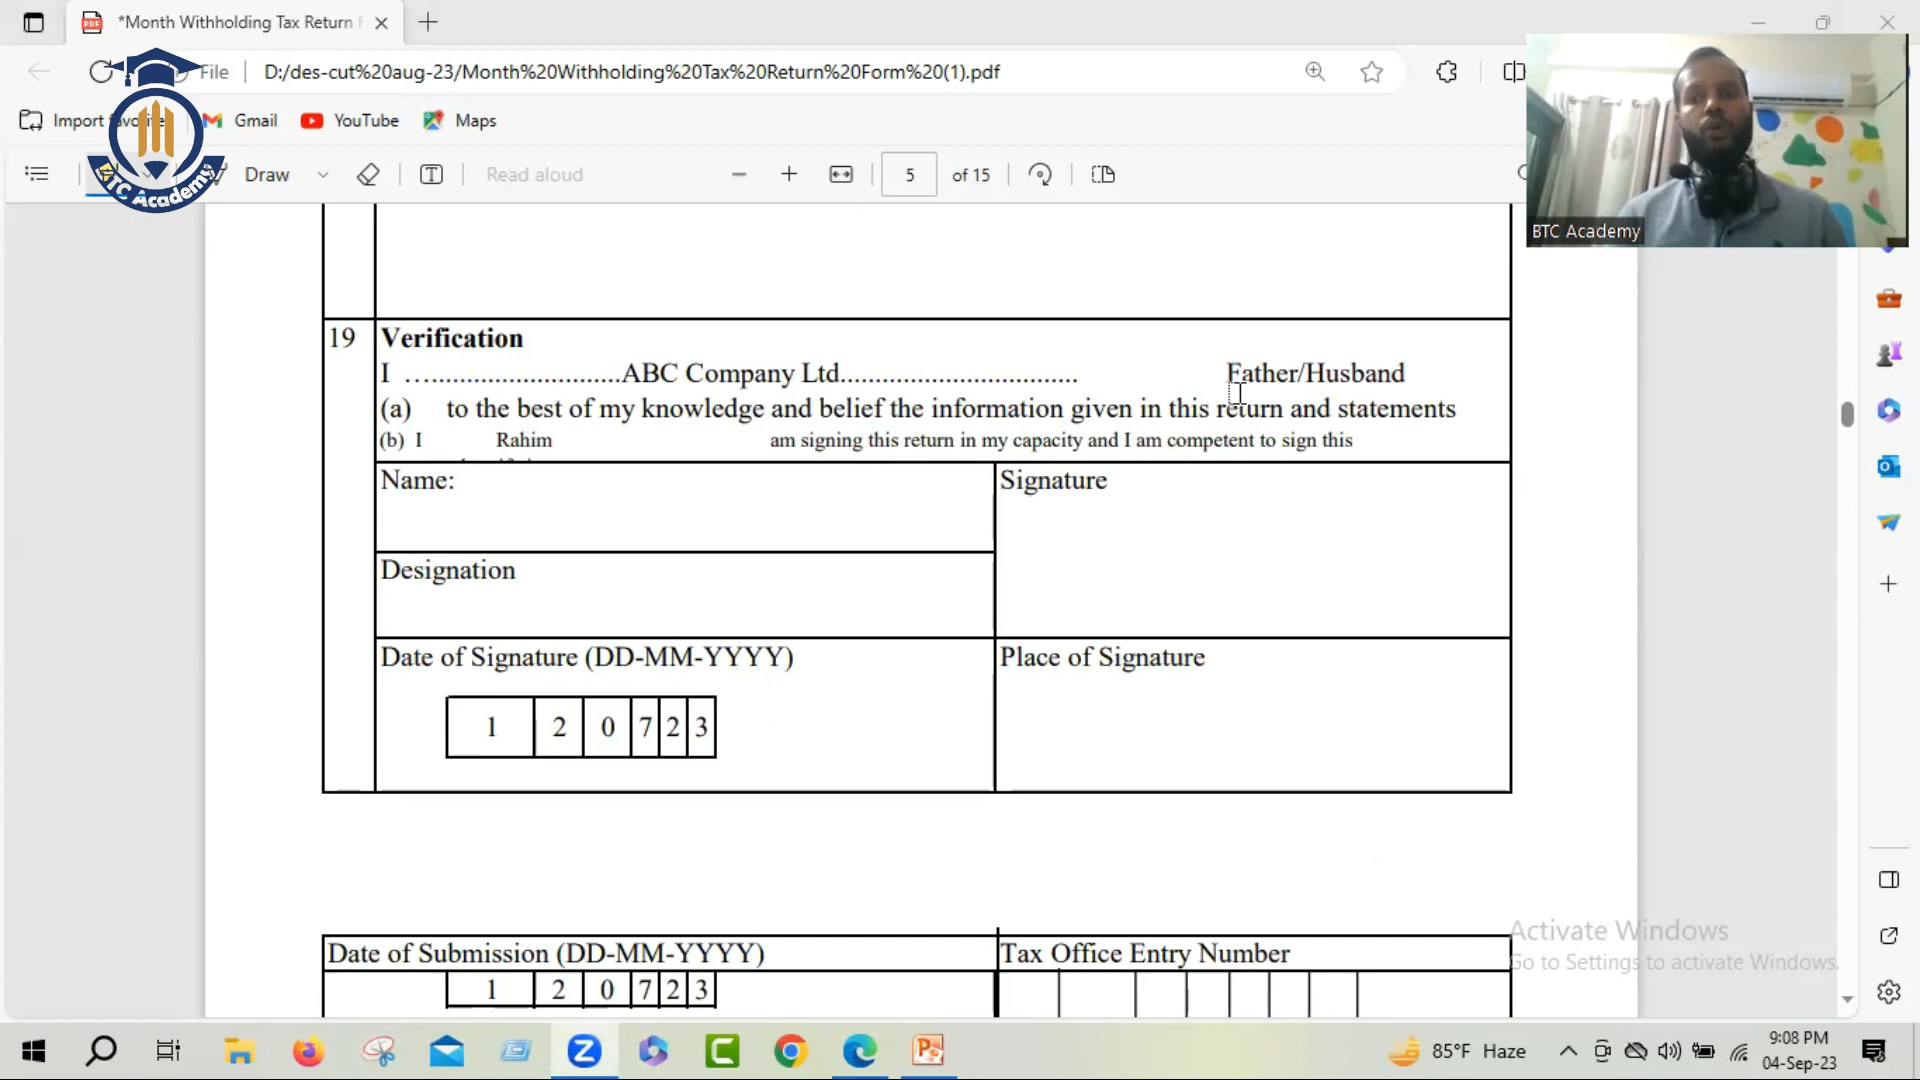 *Month Withholding Tax Return
File
D:/des-cut%20aug-23/Month%20Withholding%20Tax%20Return%20Form%20(1).pdf
Import favorite
Gmail
YouTube
Maps
BTC Academy
Draw
Read aloud
5
of 15
BTC Academy
19
Verification
I ..............................ABC Company Ltd..................................
Father/Husband
(a) to the best of my knowledge and belief the information given in this return and statements
(b) I Rahim am signing this return in my capacity and I am competent to sign this
Name:
Signature
Designation
Date of Signature (DD-MM-YYYY)
Place of Signature
1 2 0 7 2 3
Date of Submission (DD-MM-YYYY)
Tax Office Entry Number
1 2 0 7 2 3
Activate Windows
Go to Settings to activate Windows.
85°F Haze
9:08 PM
04-Sep-23